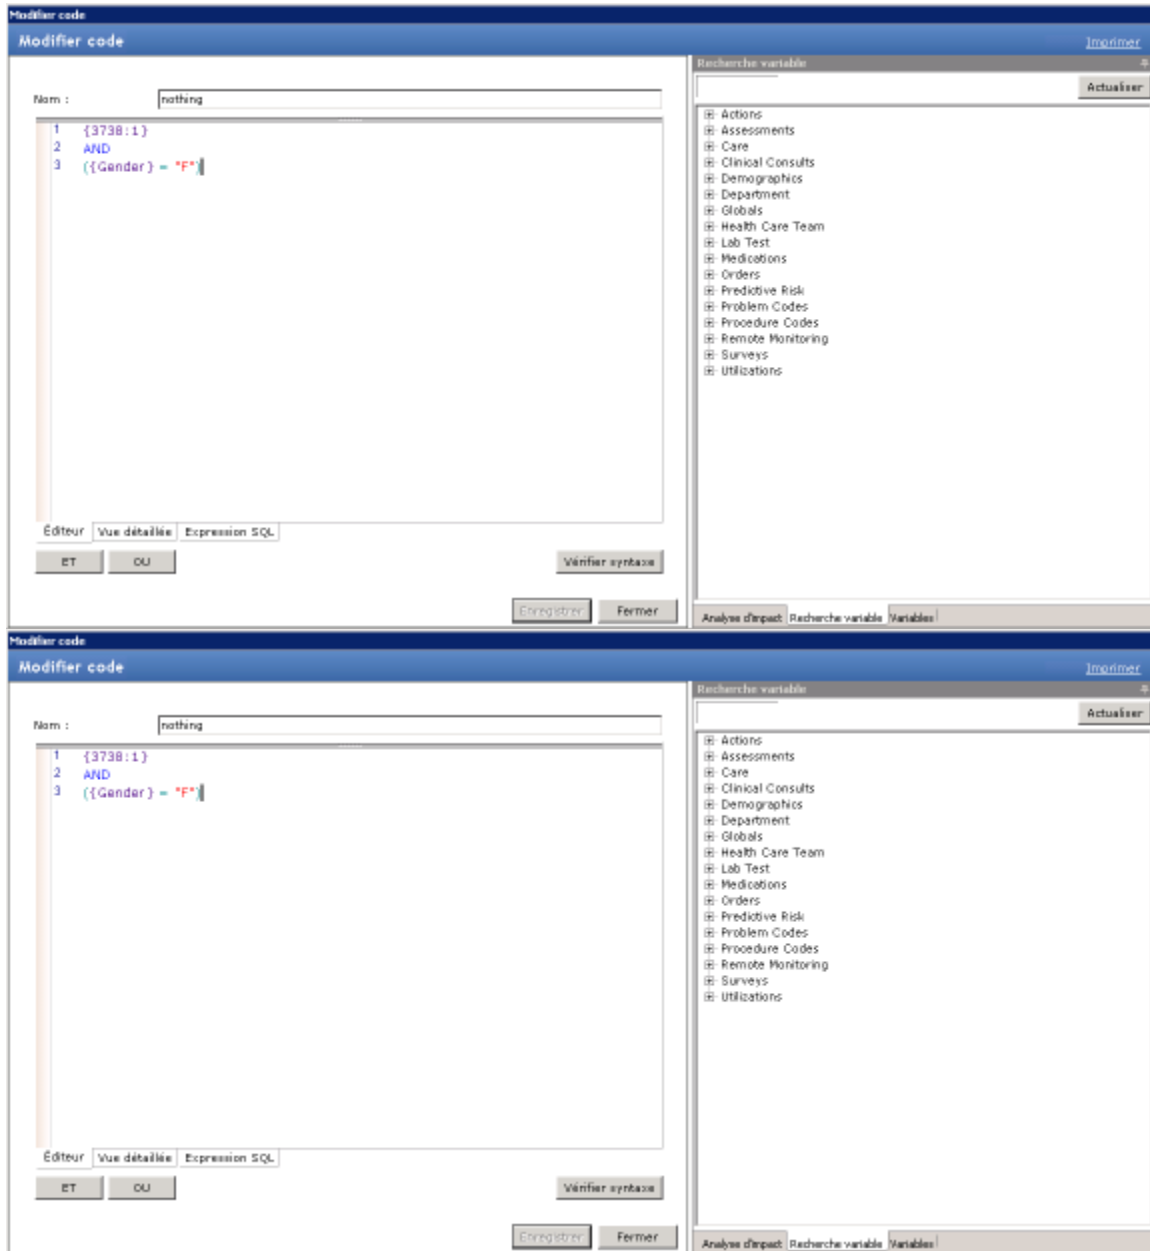 Modifier code
Modifier code
Imprimer
Recherche variable
Actualiser
Nom :
nothing
1 {3738:1}
2 AND
3 ({Gender} = "F")
Actions
Assessments
Care
Clinical Consults
Demographics
Department
Globals
Health Care Team
Lab Test
Medications
Orders
Predictive Risk
Problem Codes
Procedure Codes
Remote Monitoring
Surveys
Utilizations
Éditeur Vue détaillée Expression SQL
ET OU Vérifier syntaxe
Enregistrer Fermer
Analyse d'impact Recherche variable Variables
Modifier code
Modifier code
Imprimer
Recherche variable
Actualiser
Nom :
nothing
1 {3738:1}
2 AND
3 ({Gender} = "F")
Actions
Assessments
Care
Clinical Consults
Demographics
Department
Globals
Health Care Team
Lab Test
Medications
Orders
Predictive Risk
Problem Codes
Procedure Codes
Remote Monitoring
Surveys
Utilizations
Éditeur Vue détaillée Expression SQL
ET OU Vérifier syntaxe
Enregistrer Fermer
Analyse d'impact Recherche variable Variables